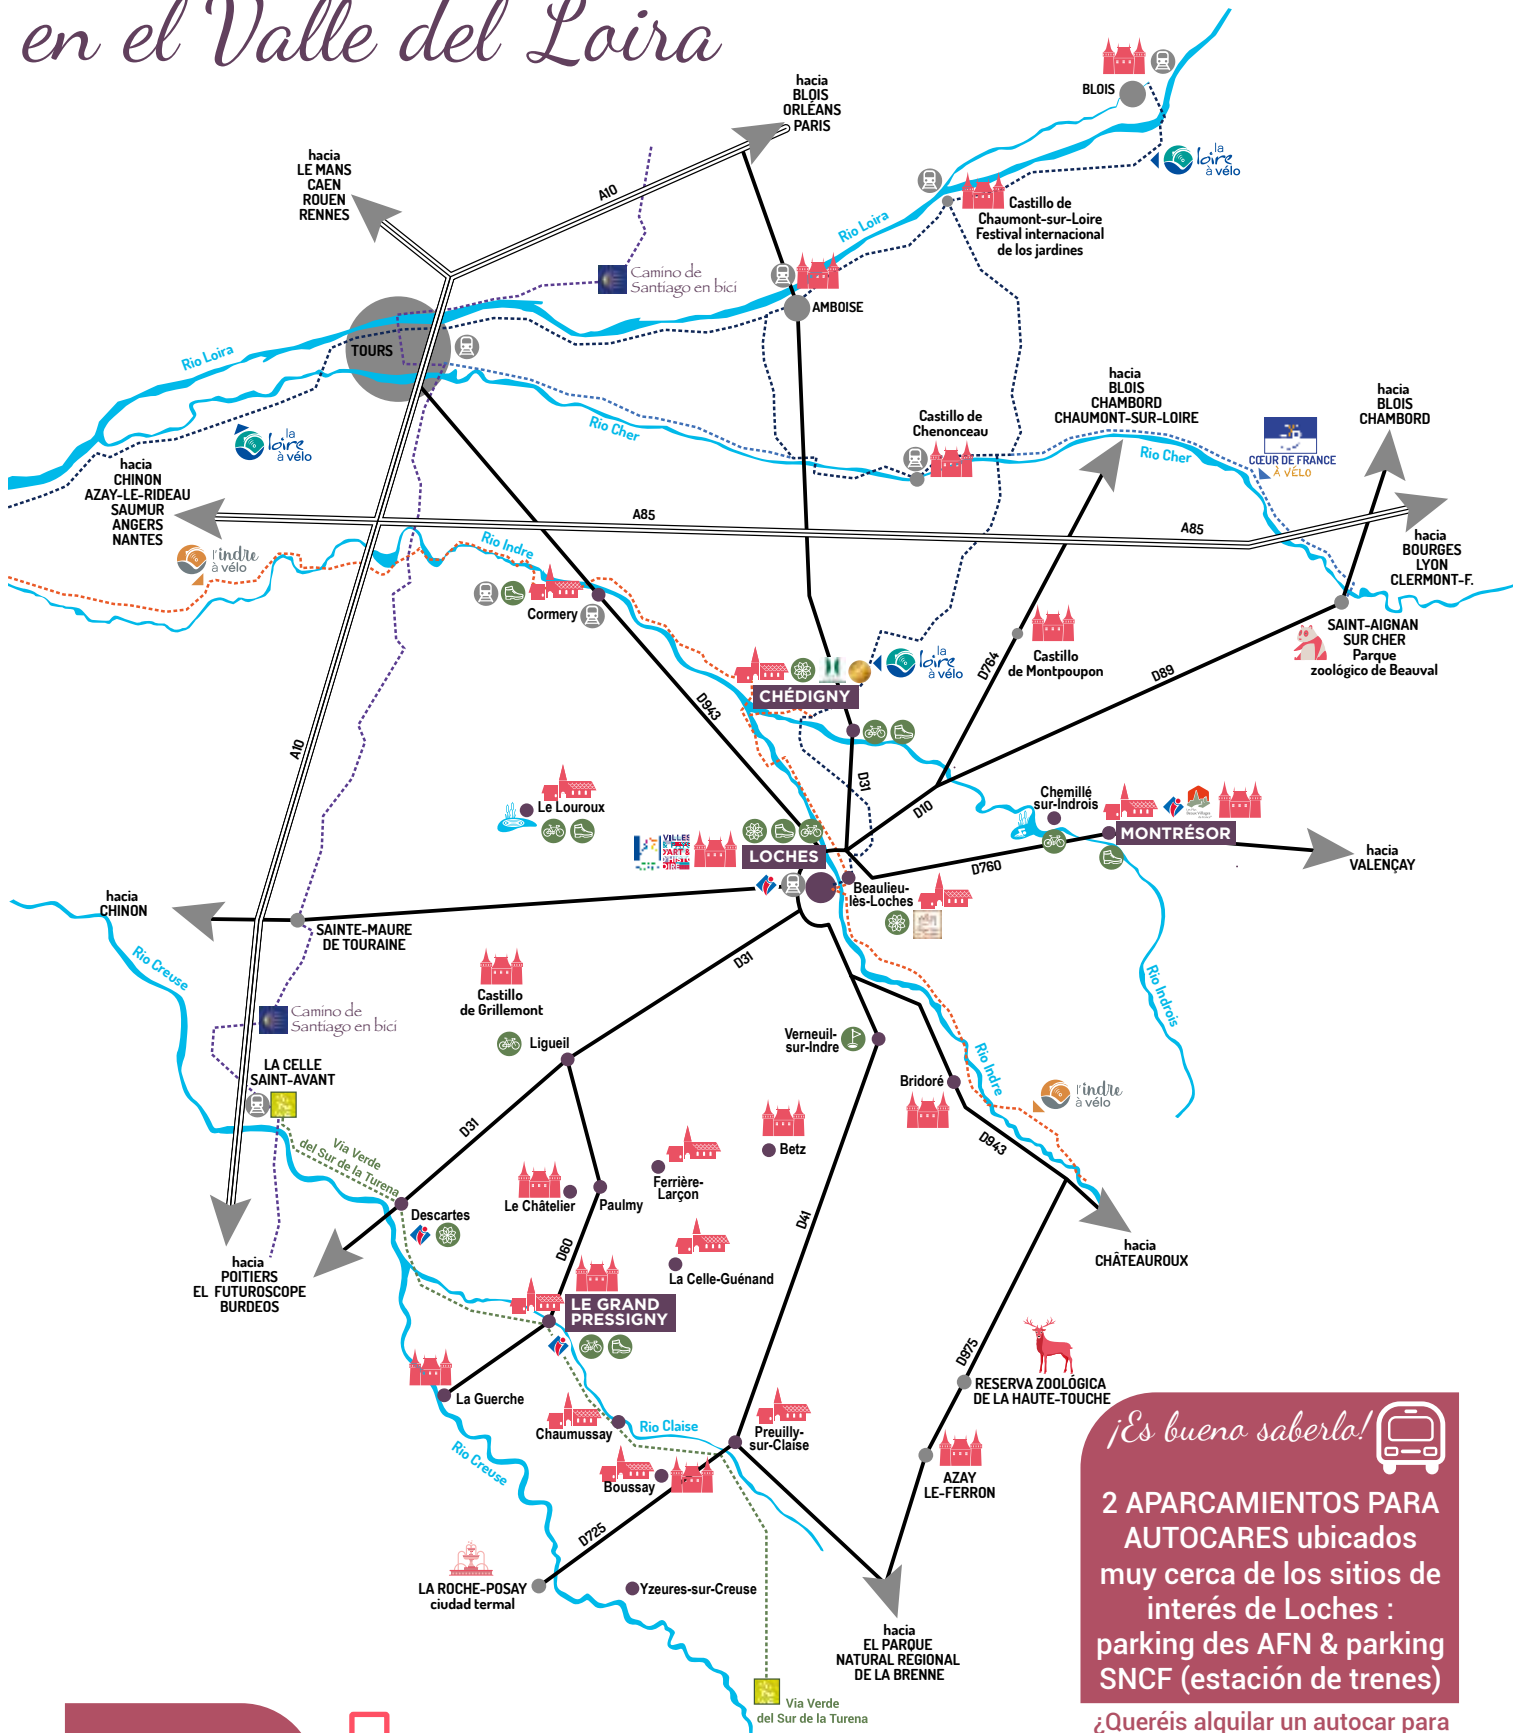 en el Valle del Loira
hacia
BLOIS
ORLÉANS
PARIS
BLOIS
la
loire
à vélo
hacia
LE MANS
CAEN
ROUEN
RENNES
A10
Castillo de
Chaumont-sur-Loire
Festival internacional
de los jardines
Rio Loira
Camino de
Santiago en bici
AMBOISE
TOURS
Rio Loira
hacia
BLOIS
CHAMBORD
CHAUMONT-SUR-LOIRE
hacia
BLOIS
CHAMBORD
Castillo de
Chenonceau
Rio Cher
Rio Cher
CŒUR DE FRANCE
À VÉLO
la
loire
à vélo
hacia
CHINON
AZAY-LE-RIDEAU
SAUMUR
ANGERS
NANTES
A85
A85
hacia
BOURGES
LYON
CLERMONT-F.
l'indre
à vélo
Rio Indre
Cormery
SAINT-AIGNAN
SUR CHER
Parque
zoológico de Beauval
Castillo
de Montpoupon
D764
D89
la
loire
à vélo
CHÉDIGNY
D943
A10
D31
D10
Le Louroux
Chemillé
sur-Indrois
MONTRÉSOR
VILLES
& PAYS
D'ART &
D'HISTO
IRE
LOCHES
D760
hacia
VALENÇAY
Beaulieu-
lès-Loches
hacia
CHINON
SAINTE-MAURE
DE TOURAINE
Rio Creuse
D31
Castillo
de Grillemont
Rio Indrois
Camino de
Santiago en bici
Ligueil
Verneuil-
sur-Indre
Rio Indre
LA CELLE
SAINT-AVANT
Bridoré
l'indre
à vélo
D31
Via Verde
del Sur de la Turena
Betz
D943
Ferrière-
Larçon
Le Châtelier
Paulmy
Descartes
D41
D60
hacia
CHÂTEAUROUX
hacia
POITIERS
EL FUTUROSCOPE
BURDEOS
La Celle-Guénand
LE GRAND
PRESSIGNY
D975
RESERVA ZOOLÓGICA
DE LA HAUTE-TOUCHE
La Guerche
Chaumussay
Rio Claise
Preuilly-
sur-Claise
Rio Creuse
Boussay
AZAY
LE-FERRON
D725
LA ROCHE-POSAY
ciudad termal
Yzeures-sur-Creuse
hacia
EL PARQUE
NATURAL REGIONAL
DE LA BRENNE
Via Verde
del Sur de la Turena
¡Es bueno saberlo!
2 APARCAMIENTOS PARA
AUTOCARES ubicados
muy cerca de los sitios de
interés de Loches :
parking des AFN & parking
SNCF (estación de trenes)
¿Queréis alquilar un autocar para